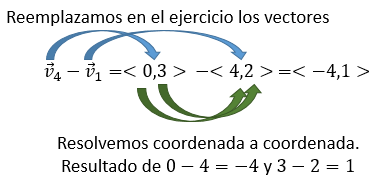 Reemplazamos en el ejercicio los vectores
v⃗₄ − v⃗₁ =< 0,3 > −< 4,2 >=< −4,1 >
Resolvemos coordenada a coordenada.
Resultado de 0 − 4 = −4 y 3 − 2 = 1